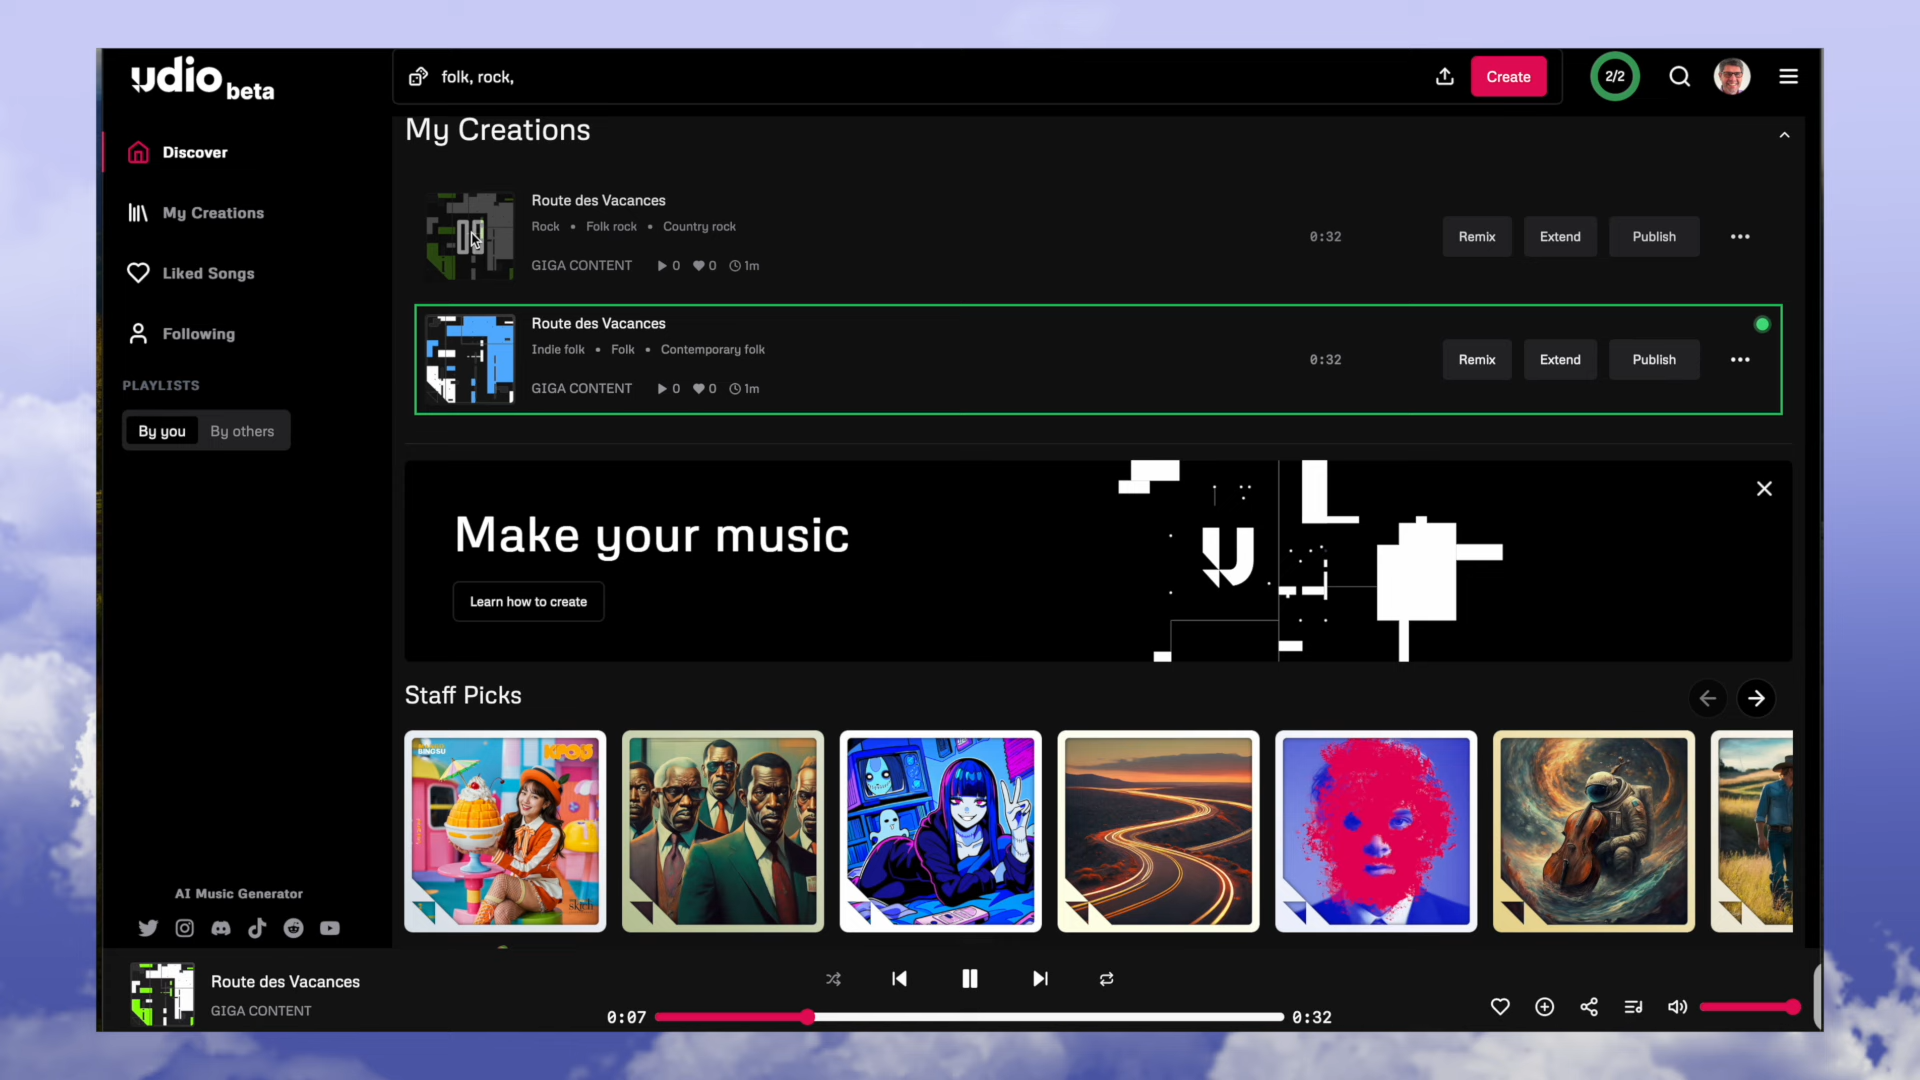 udio beta
folk, rock,
Create
2/2
Discover
My Creations
Liked Songs
Following
PLAYLISTS
By you
By others
My Creations
Route des Vacances
Rock • Folk rock • Country rock
GIGA CONTENT
0
0
1m
0:32
Remix
Extend
Publish
Route des Vacances
Indie folk • Folk • Contemporary folk
GIGA CONTENT
0
0
1m
0:32
Remix
Extend
Publish
Make your music
Learn how to create
Staff Picks
BINGSU
AI Music Generator
Route des Vacances
GIGA CONTENT
0:07
0:32